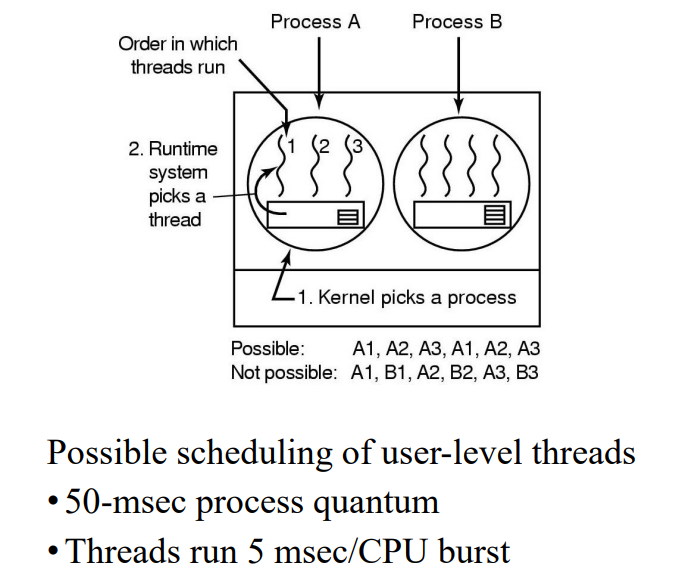 Process A
Process B
Order in which
threads run
1
2
3
2. Runtime
system
picks a
thread
1. Kernel picks a process
Possible: A1, A2, A3, A1, A2, A3
Not possible: A1, B1, A2, B2, A3, B3
Possible scheduling of user-level threads
• 50-msec process quantum
• Threads run 5 msec/CPU burst